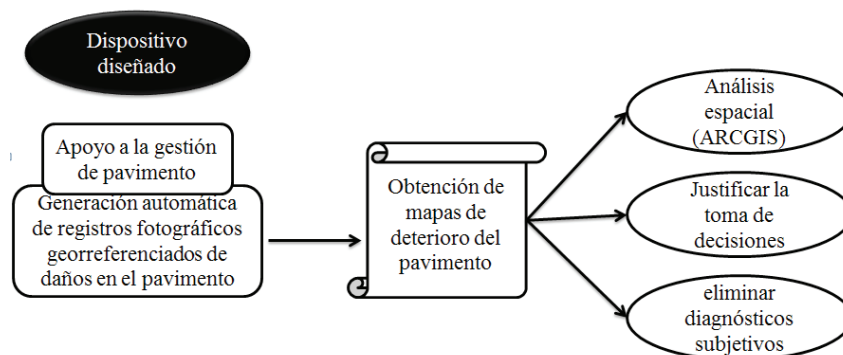 Dispositivo
diseñado
Apoyo a la gestión
de pavimento
Generación automática
de registros fotográficos
georreferenciados de
daños en el pavimento
Obtención de
mapas de
deterioro del
pavimento
Análisis
espacial
(ARCGIS)
Justificar la
toma de
decisiones
eliminar
diagnósticos
subjetivos